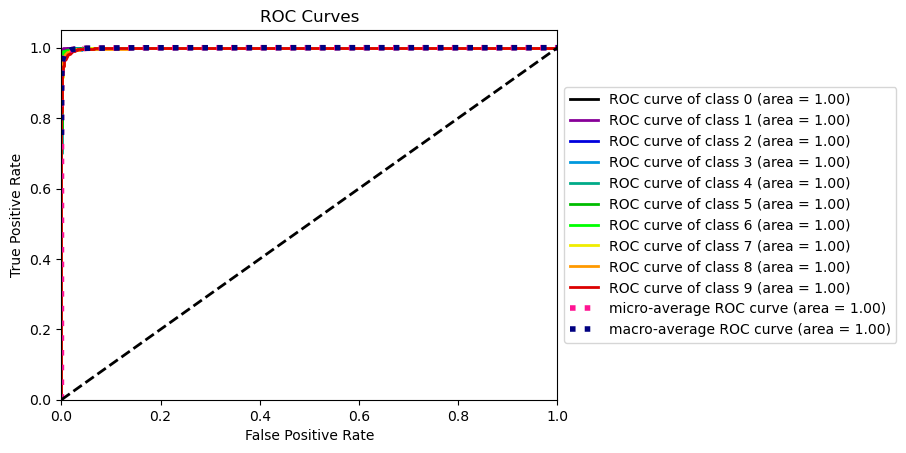 ROC Curves
1.0
0.8
0.6
0.4
0.2
0.0
True Positive Rate
0.0 0.2 0.4 0.6 0.8 1.0
False Positive Rate
ROC curve of class 0 (area = 1.00)
ROC curve of class 1 (area = 1.00)
ROC curve of class 2 (area = 1.00)
ROC curve of class 3 (area = 1.00)
ROC curve of class 4 (area = 1.00)
ROC curve of class 5 (area = 1.00)
ROC curve of class 6 (area = 1.00)
ROC curve of class 7 (area = 1.00)
ROC curve of class 8 (area = 1.00)
ROC curve of class 9 (area = 1.00)
micro-average ROC curve (area = 1.00)
macro-average ROC curve (area = 1.00)